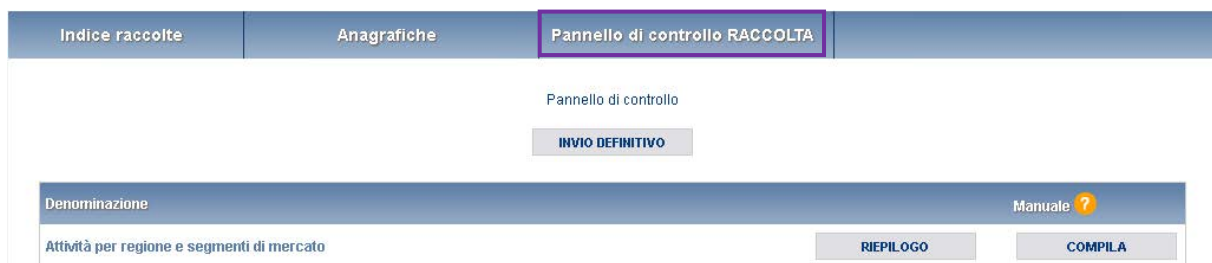 Indice raccolte Anagrafiche Pannello di controllo RACCOLTA
Pannello di controllo
INVIO DEFINITIVO
Denominazione Manuale ?
Attività per regione e segmenti di mercato RIEPILOGO COMPILA